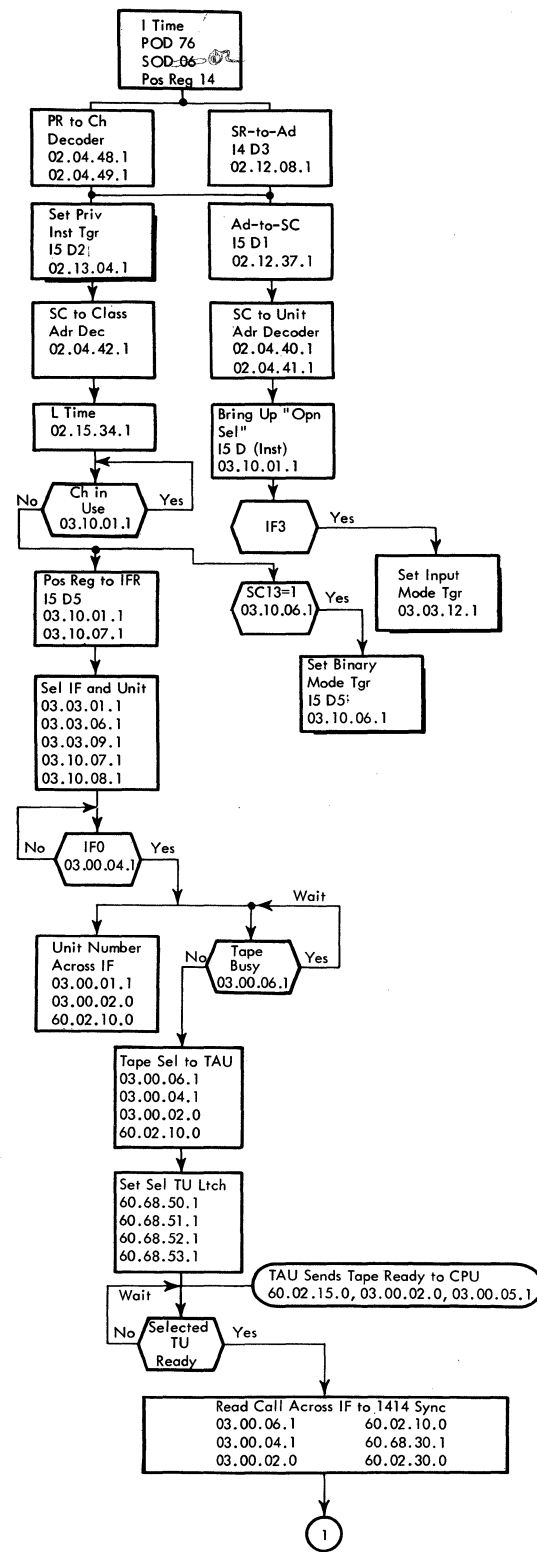 I Time
POD 76
SOD 06
Pos Reg 14
PR to Ch
Decoder
02.04.48.1
02.04.49.1
SR-to-Ad
I4 D3
02.12.08.1
Set Priv
Inst Tgr
I5 D2
02.13.04.1
Ad-to-SC
I5 D1
02.12.37.1
SC to Class
Adr Dec
02.04.42.1
SC to Unit
Adr Decoder
02.04.40.1
02.04.41.1
L Time
02.15.34.1
Bring Up "Opn
Sel"
I5 D (Inst)
03.10.01.1
No
Ch in
Use
03.10.01.1
Yes
IF3
Yes
Set Input
Mode Tgr
03.03.12.1
Pos Reg to IFR
I5 D5
03.10.01.1
03.10.07.1
SC13=1
03.10.06.1
Yes
Set Binary
Mode Tgr
I5 D5
03.10.06.1
Sel IF and Unit
03.03.01.1
03.03.06.1
03.03.09.1
03.10.07.1
03.10.08.1
No
IF0
03.00.04.1
Yes
Wait
Unit Number
Across IF
03.00.01.1
03.00.02.0
60.02.10.0
No
Tape
Busy
03.00.06.1
Yes
Tape Sel to TAU
03.00.06.1
03.00.04.1
03.00.02.0
60.02.10.0
Set Sel TU Ltch
60.68.50.1
60.68.51.1
60.68.52.1
60.68.53.1
TAU Sends Tape Ready to CPU
60.02.15.0, 03.00.02.0, 03.00.05.1
Wait
No
Selected
TU
Ready
Yes
Read Call Across IF to 1414 Sync
03.00.06.1 60.02.10.0
03.00.04.1 60.68.30.1
03.00.02.0 60.02.30.0
1